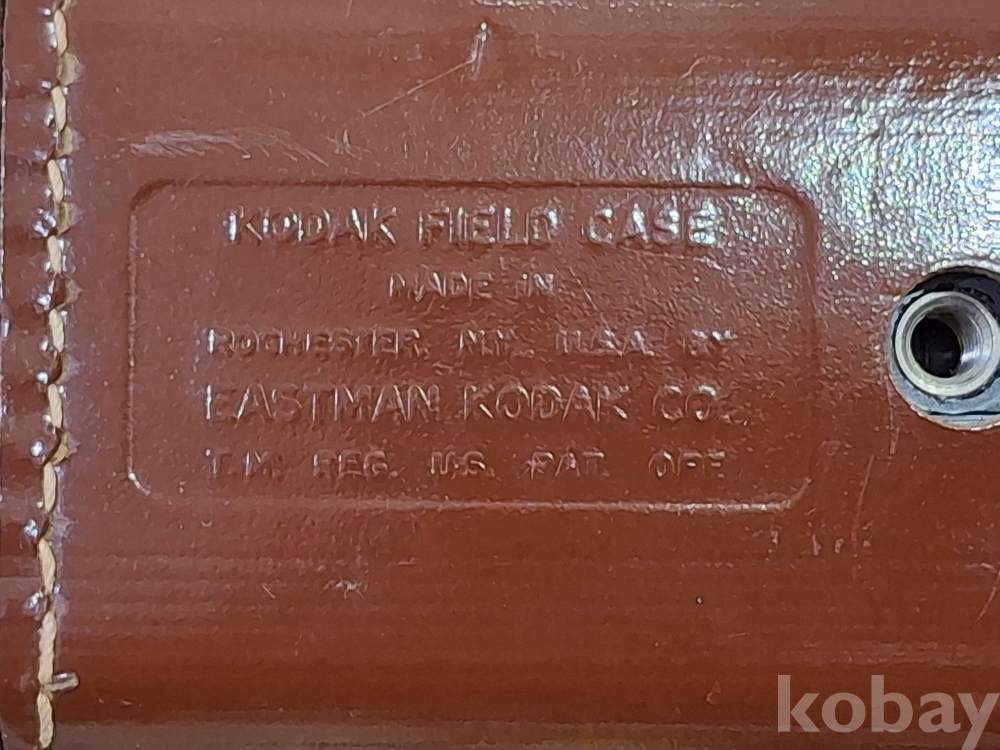 KODAK FIELD CASE
MADE IN
ROCHESTER, N.Y., U.S.A. BY
EASTMAN KODAK CO.
T.M. REG. U.S. PAT. OFF.
kobay